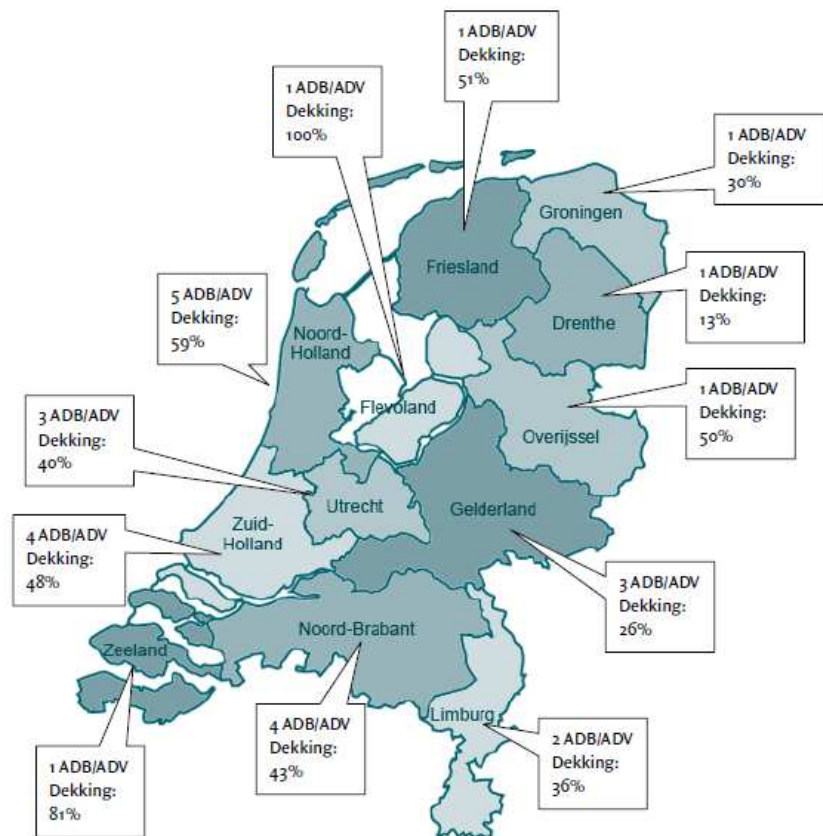 1 ADB/ADV
Dekking:
51%
1 ADB/ADV
Dekking:
100%
1 ADB/ADV
Dekking:
30%
Groningen
Friesland
1 ADB/ADV
Dekking:
13%
Drenthe
5 ADB/ADV
Dekking:
59%
Noord-
Holland
Flevoland
1 ADB/ADV
Dekking:
50%
Overijssel
3 ADB/ADV
Dekking:
40%
Utrecht
Gelderland
Zuid-
Holland
4 ADB/ADV
Dekking:
48%
3 ADB/ADV
Dekking:
26%
Noord-Brabant
Zeeland
Limburg
4 ADB/ADV
Dekking:
43%
2 ADB/ADV
Dekking:
36%
1 ADB/ADV
Dekking:
81%